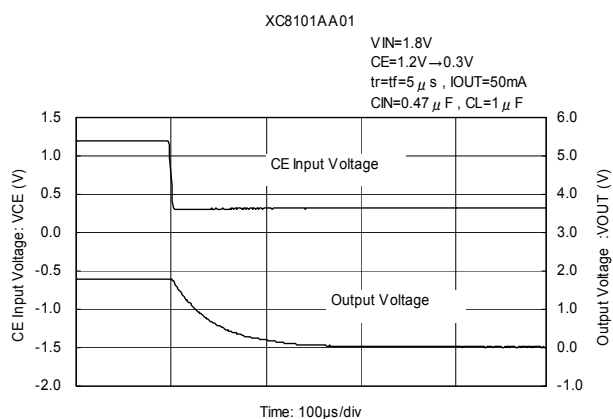 XC8101AA01
VIN=1.8V
CE=1.2V→0.3V
tr=tf=5μs , IOUT=50mA
CIN=0.47μF , CL=1μF
CE Input Voltage: VCE (V)
1.5
1.0
0.5
0.0
-0.5
-1.0
-1.5
-2.0
CE Input Voltage
Output Voltage
6.0
5.0
4.0
3.0
2.0
1.0
0.0
-1.0
Output Voltage :VOUT (V)
Time: 100μs/div